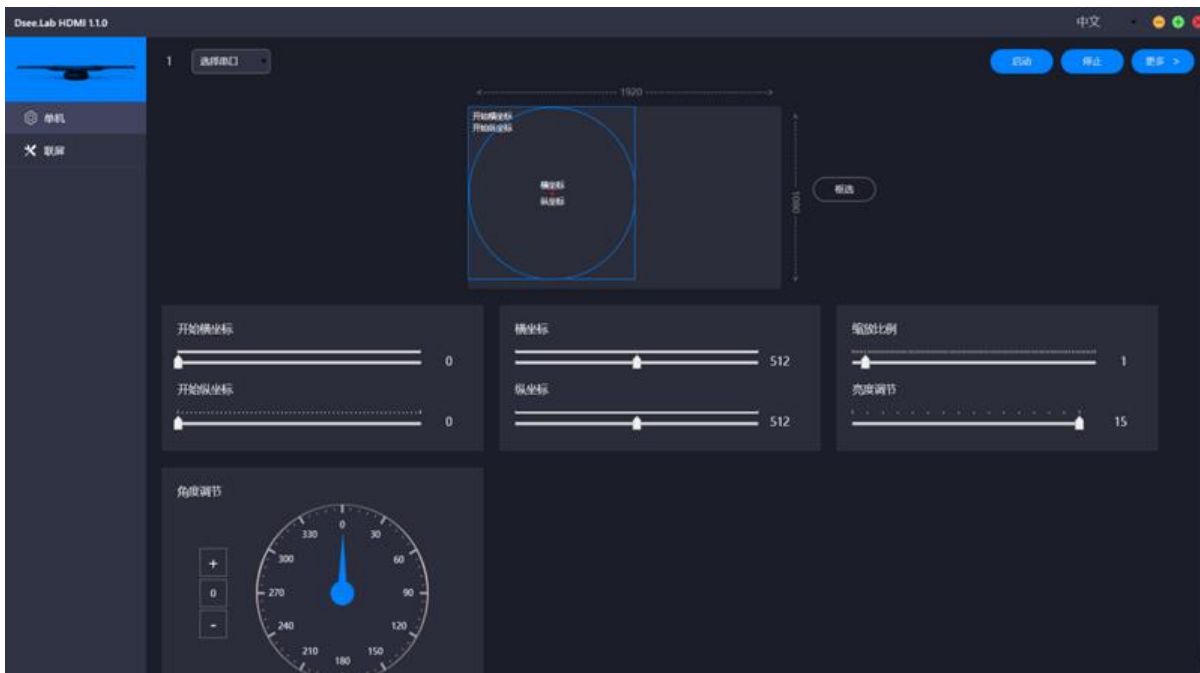 Dsee.Lab HDMI 1.1.0
中文
1 选择串口
启动 停止 更多 >
单机
联屏
1920
开始横坐标
开始纵坐标
横坐标
纵坐标
1080
框选
开始横坐标
0
开始纵坐标
0
横坐标
512
纵坐标
512
缩放比例
1
亮度调节
15
角度调节
+
0
-
0
30
60
90
120
150
180
210
240
270
300
330